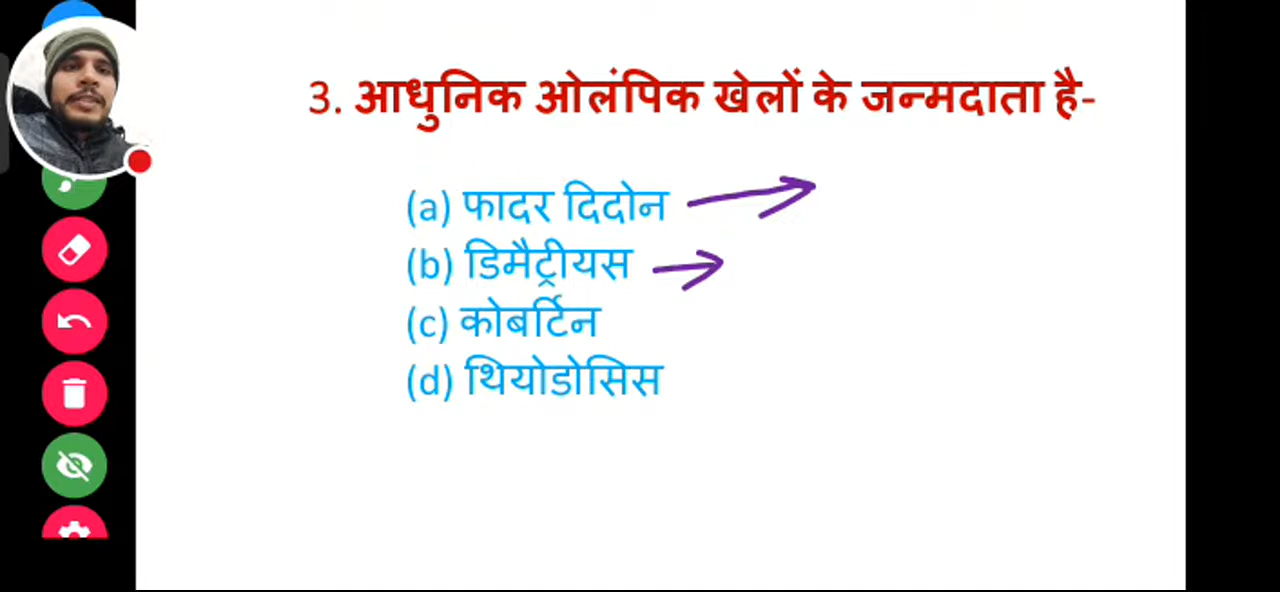 3. आधुनिक ओलंपिक खेलों के जन्मदाता है-
(a) फादर दिदोन
(b) डिमैट्रीयस
(c) कोबर्टिन
(d) थियोडोसिस